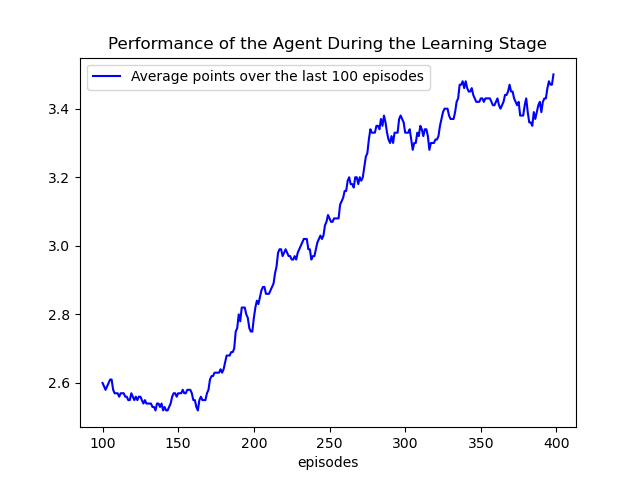 Performance of the Agent During the Learning Stage
Average points over the last 100 episodes
3.4
3.2
3.0
2.8
2.6
100 150 200 250 300 350 400
episodes